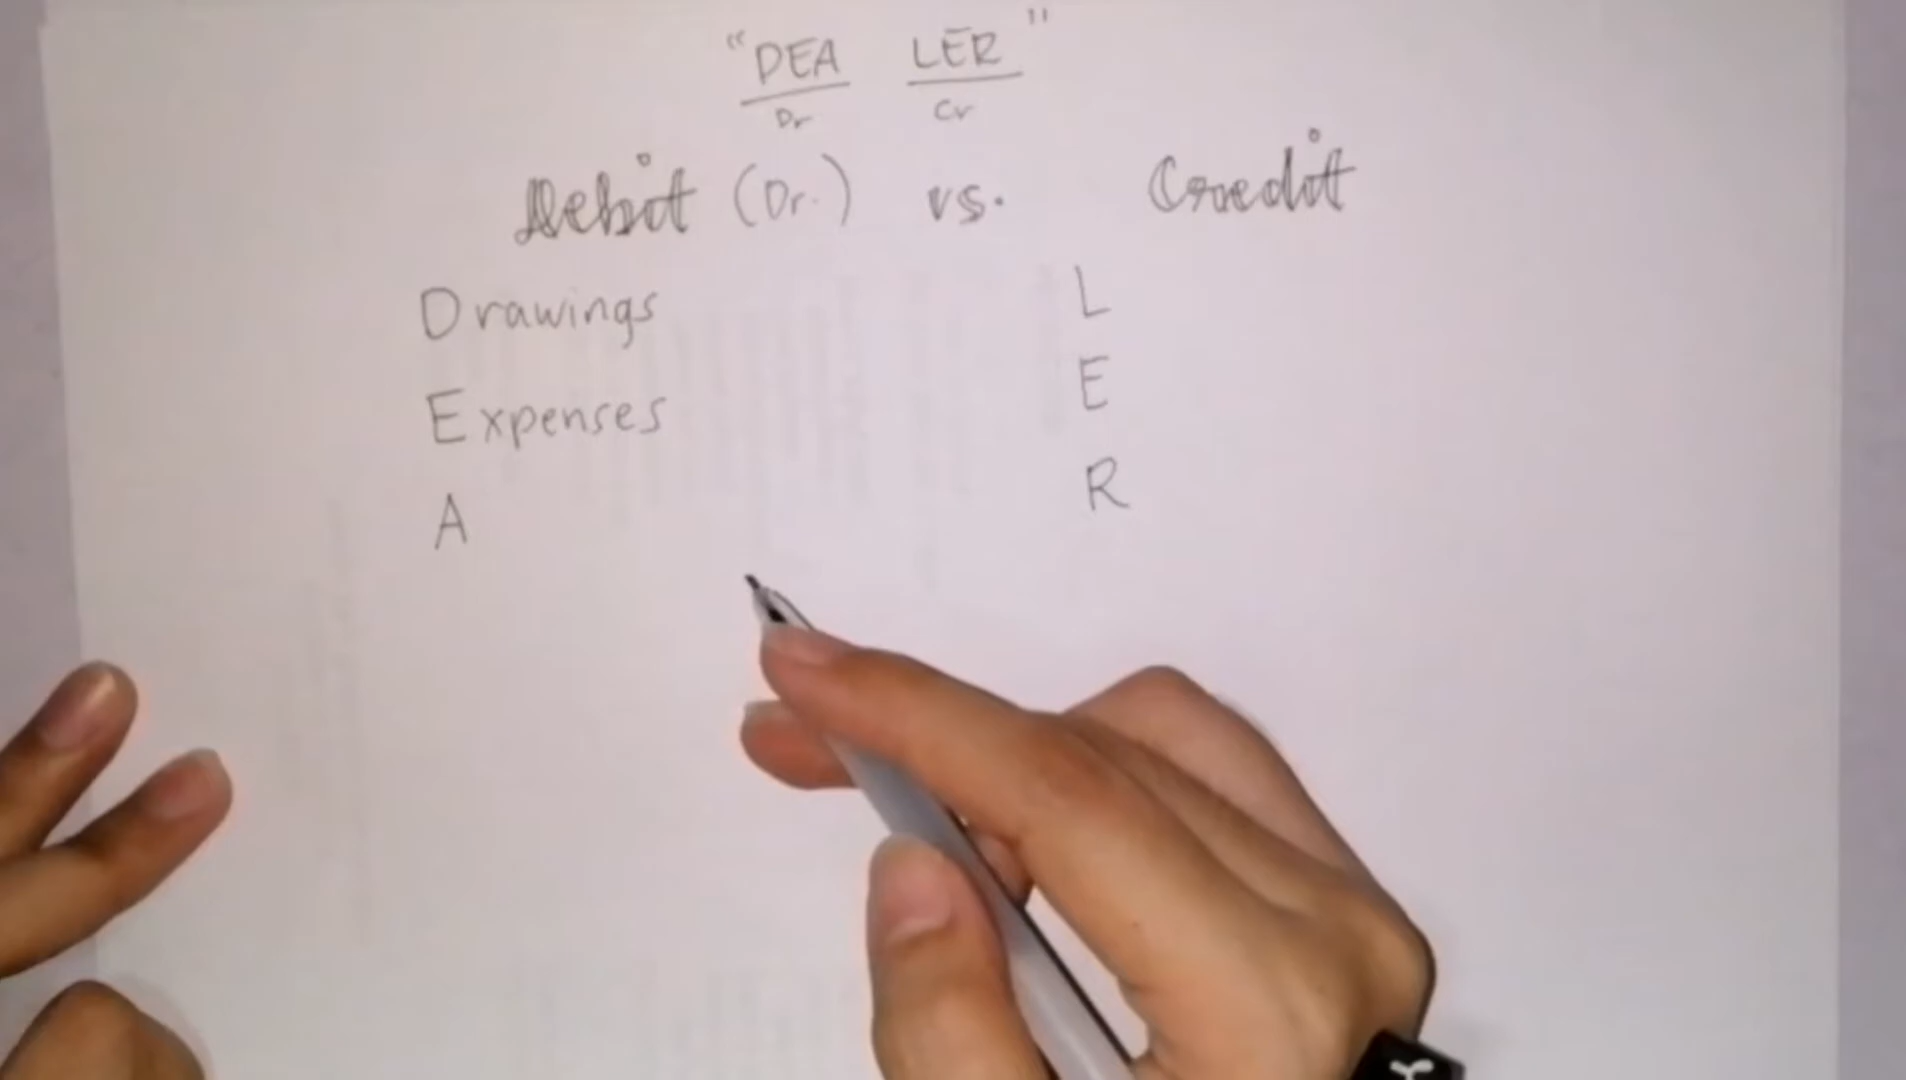 "DEA LER"
Dr Cr
Debit (Dr.) vs. Credit
Drawings L
Expenses E
A R